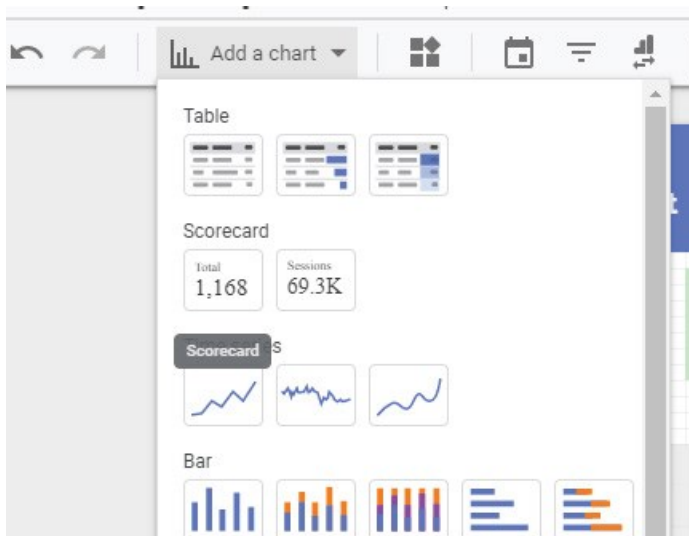 Add a chart
Table
Scorecard
Total
1,168
Sessions
69.3K
Scorecard
Bar